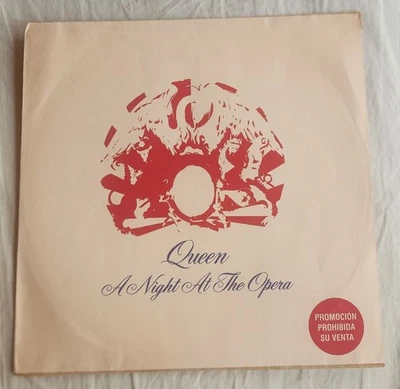 Queen
A Night At The Opera
PROMOCIÓN
PROHIBIDA
SU VENTA